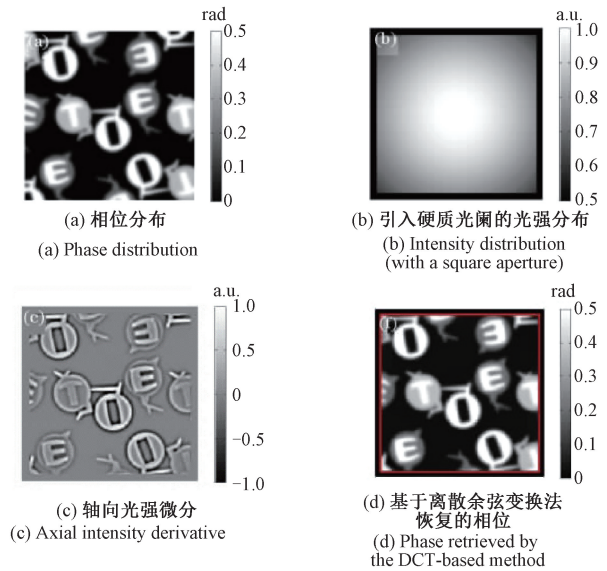 rad
(a)
0.5
0.4
0.3
0.2
0.1
0
(a) 相位分布
(a) Phase distribution
a.u.
(b)
1.0
0.9
0.8
0.7
0.6
0.5
(b) 引入硬质光阑的光强分布
(b) Intensity distribution
(with a square aperture)
a.u.
(c)
1.0
0.5
0
−0.5
−1.0
(c) 轴向光强微分
(c) Axial intensity derivative
rad
(f)
0.5
0.4
0.3
0.2
0.1
0
(d) 基于离散余弦变换法
恢复的相位
(d) Phase retrieved by
the DCT-based method